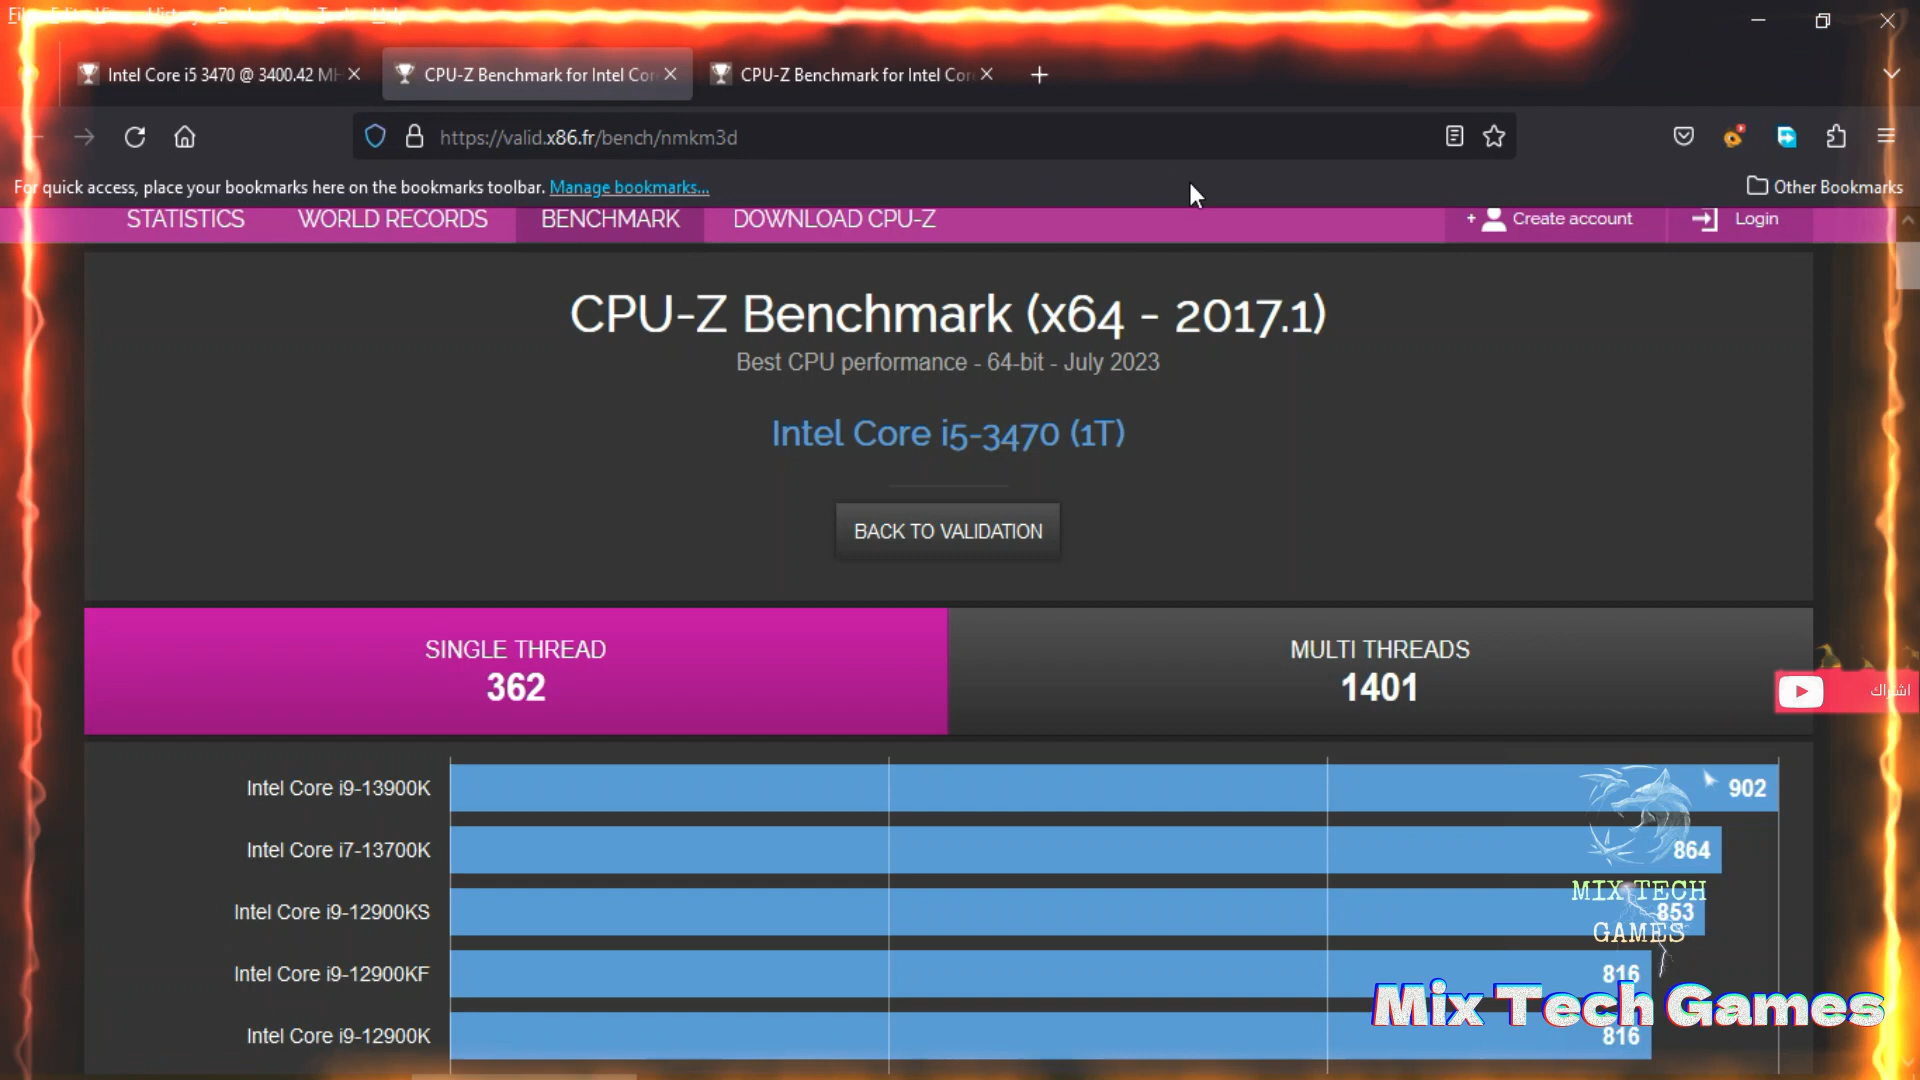 Intel Core i5 3470 @ 3400.42 MH
CPU-Z Benchmark for Intel Cor
CPU-Z Benchmark for Intel Cor
https://valid.x86.fr/bench/nmkm3d
For quick access, place your bookmarks here on the bookmarks toolbar. Manage bookmarks...
Other Bookmarks
STATISTICS
WORLD RECORDS
BENCHMARK
DOWNLOAD CPU-Z
+ Create account
Login
CPU-Z Benchmark (x64 - 2017.1)
Best CPU performance - 64-bit - July 2023
Intel Core i5-3470 (1T)
BACK TO VALIDATION
SINGLE THREAD
362
MULTI THREADS
1401
اشتراك
Intel Core i9-13900K
902
Intel Core i7-13700K
864
Intel Core i9-12900KS
853
Intel Core i9-12900KF
816
Intel Core i9-12900K
816
MIX TECH
GAMES
Mix Tech Games